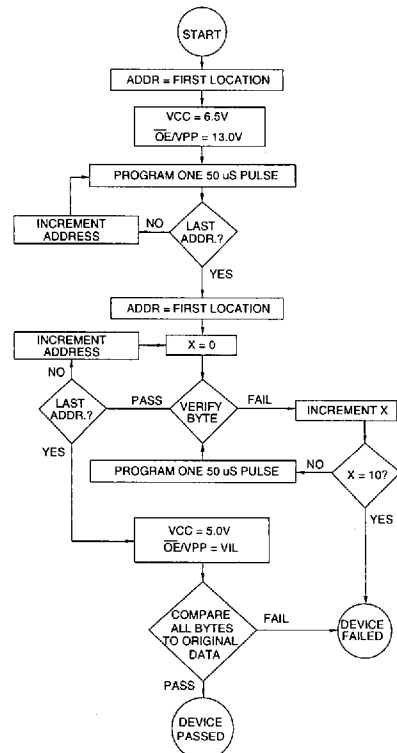 START
ADDR = FIRST LOCATION
VCC = 6.5V
OE/VPP = 13.0V
PROGRAM ONE 50 uS PULSE
INCREMENT
ADDRESS
NO
LAST
ADDR.?
YES
ADDR = FIRST LOCATION
INCREMENT
ADDRESS
X = 0
NO
LAST
ADDR.?
PASS
VERIFY
BYTE
FAIL
INCREMENT X
YES
PROGRAM ONE 50 uS PULSE
NO
X = 10?
YES
VCC = 5.0V
OE/VPP = VIL
COMPARE
ALL BYTES
TO ORIGINAL
DATA
FAIL
DEVICE
FAILED
PASS
DEVICE
PASSED